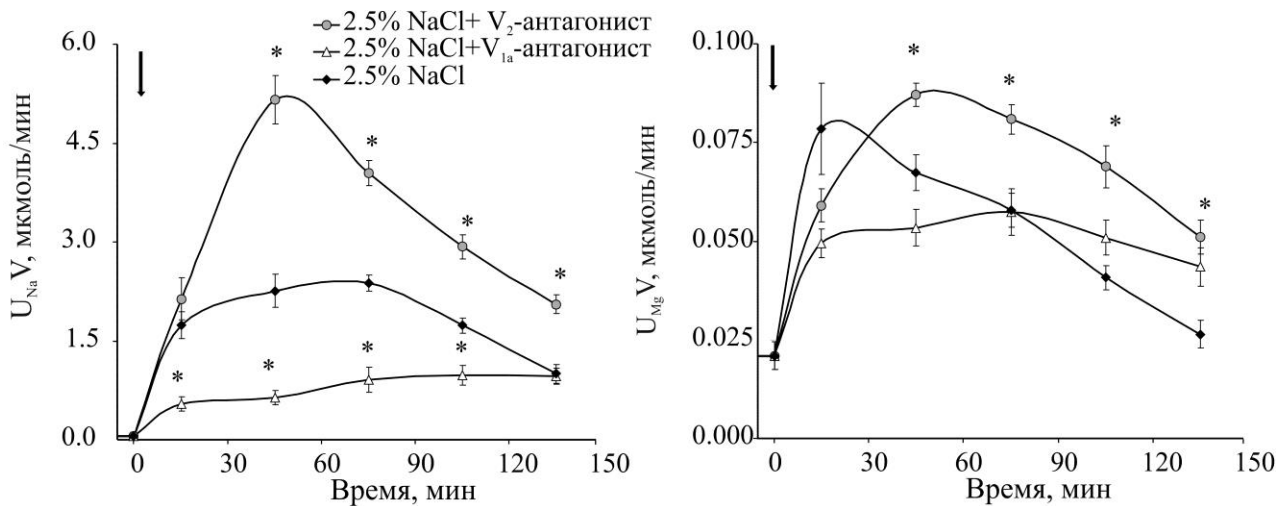 2.5% NaCl+ V₂-антагонист
2.5% NaCl+V₁ₐ-антагонист
2.5% NaCl
U_Na V, мкмоль/мин
6.0
4.5
3.0
1.5
0.0
* * * * *
* * * *
0 30 60 90 120 150
Время, мин
U_Mg V, мкмоль/мин
0.100
0.075
0.050
0.025
0.000
* * * *
0 30 60 90 120 150
Время, мин